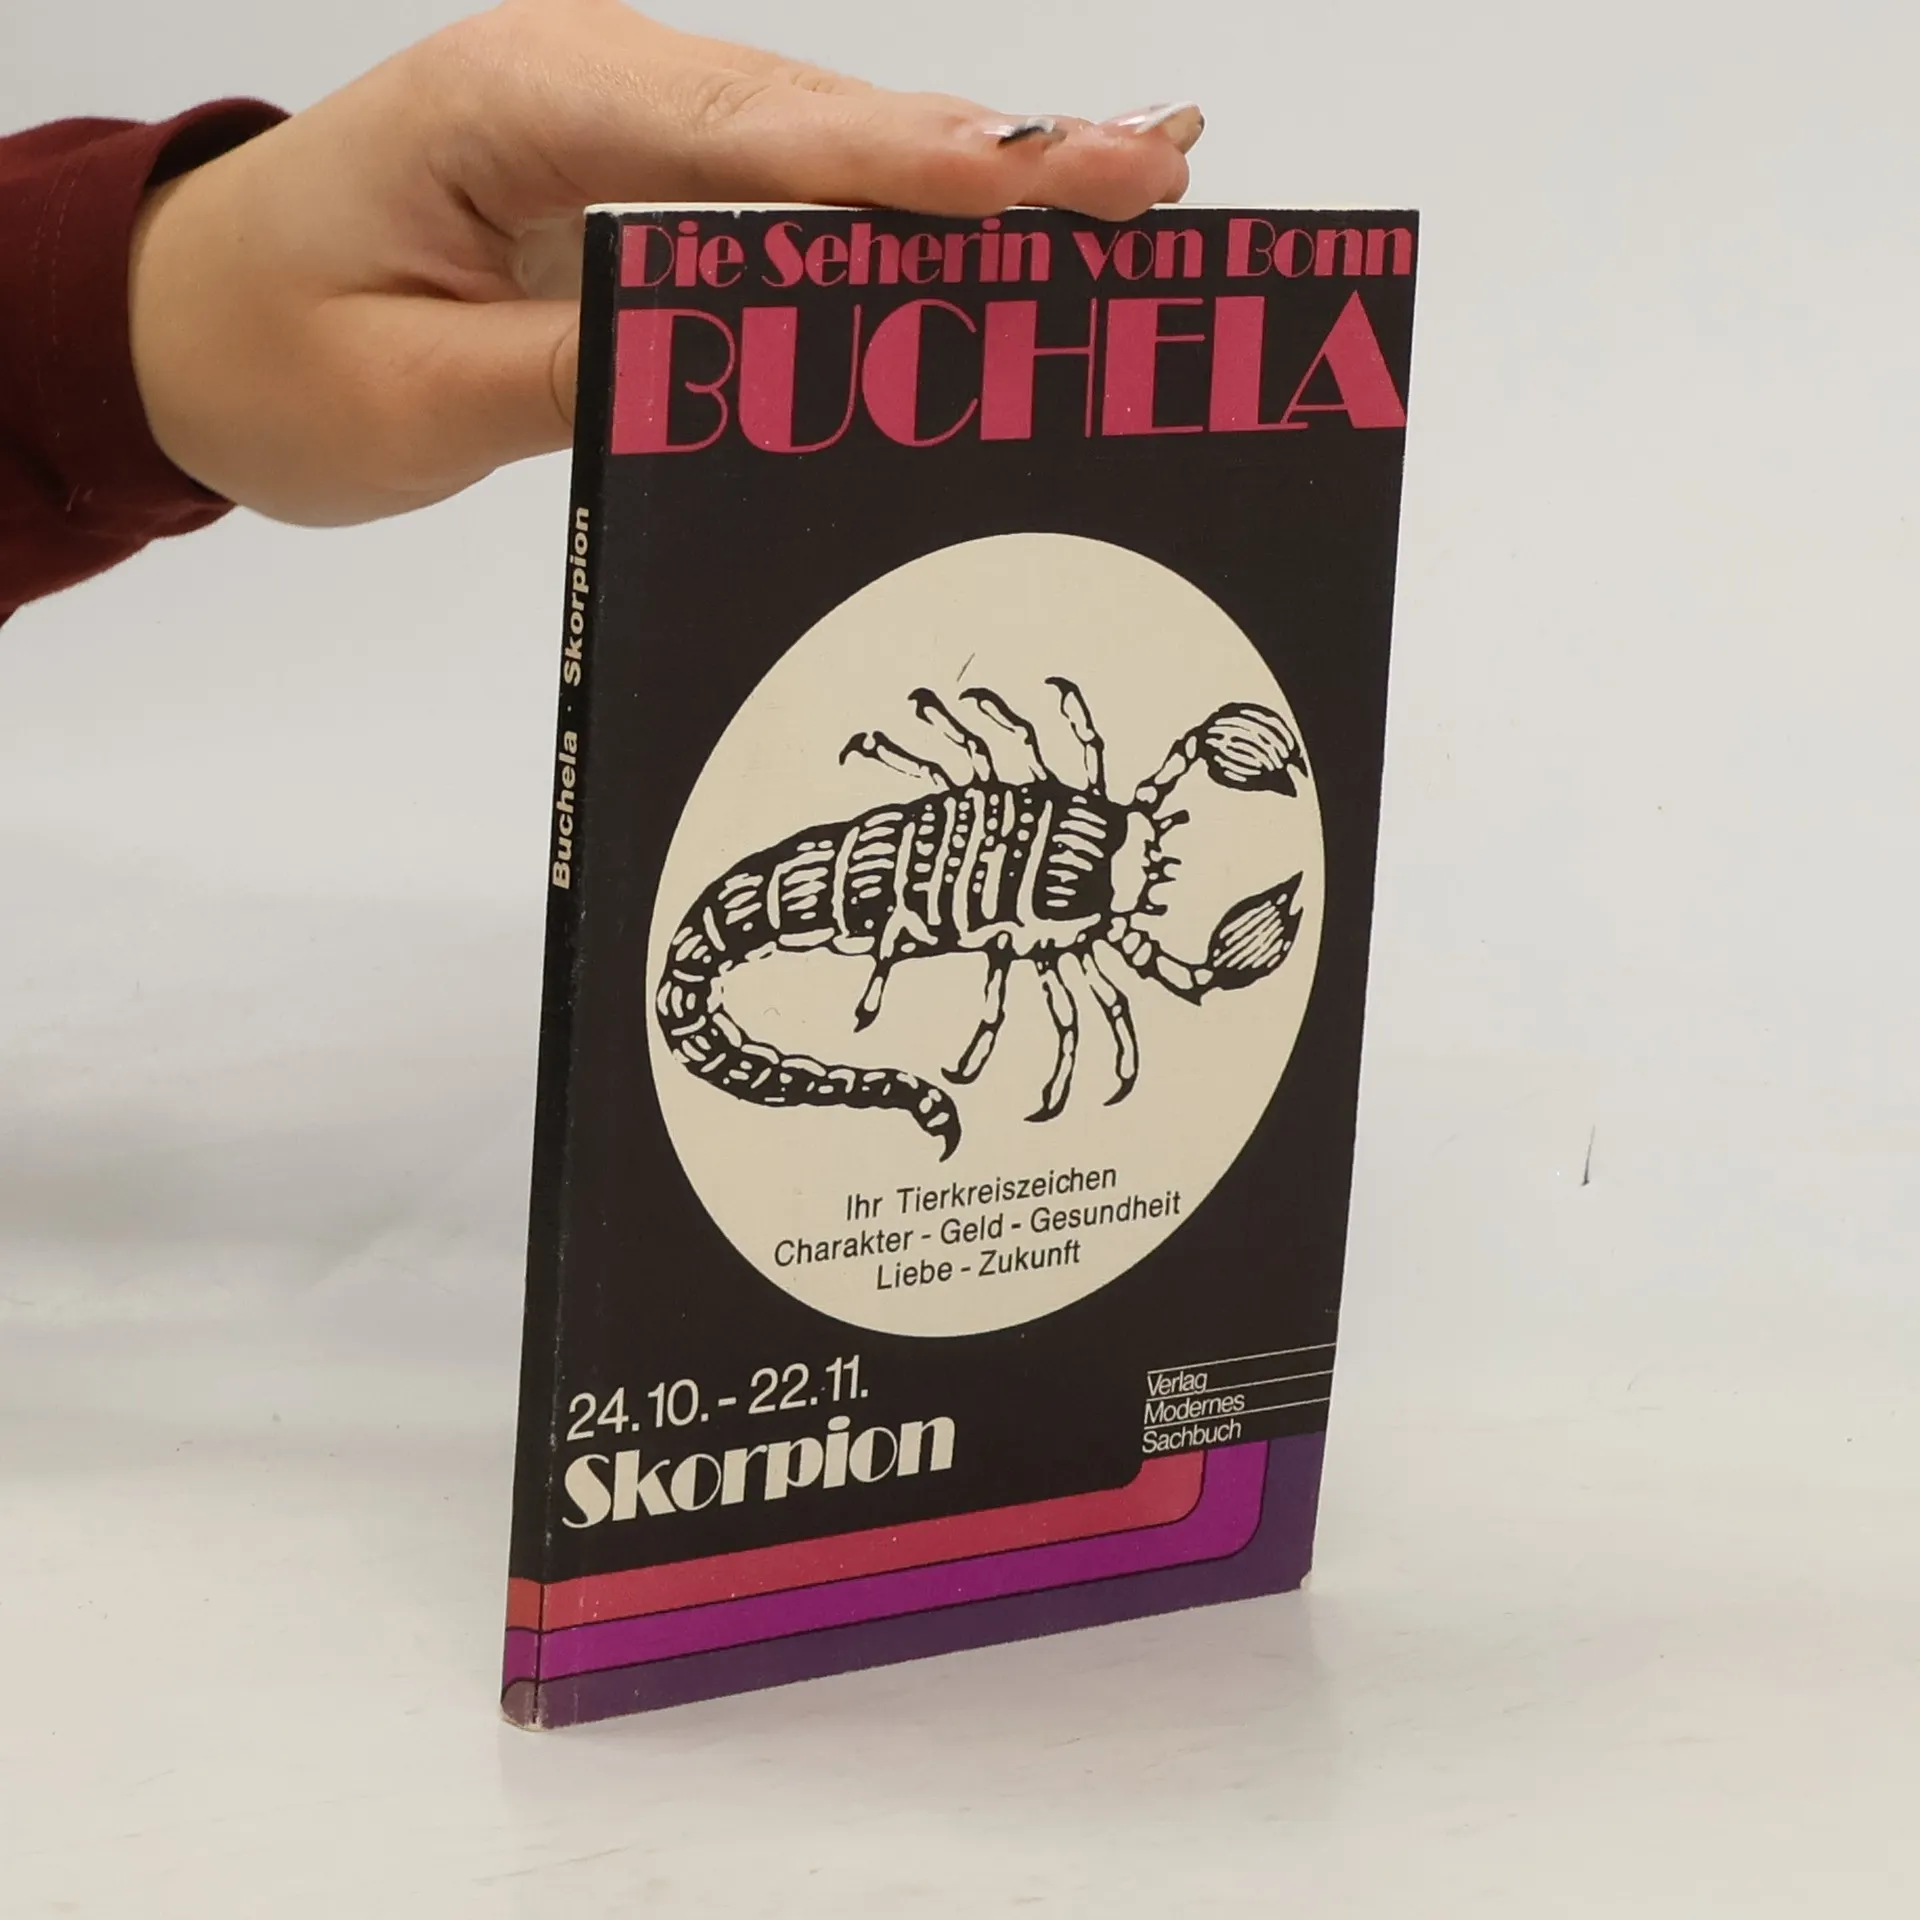 Die Seherin von Bonn
BUCHELA
Buchela · Skorpion
Ihr Tierkreiszeichen
Charakter - Geld - Gesundheit
Liebe - Zukunft
24.10. - 22.11.
Skorpion
Verlag
Modernes
Sachbuch